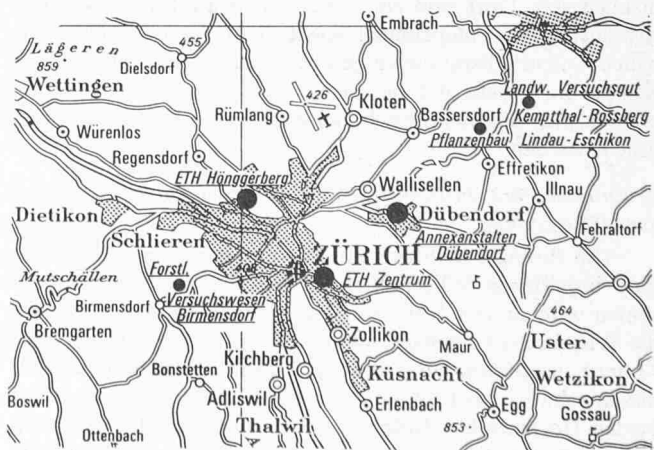 Embrach
Lägeren
455
859
Dielsdorf
Wettingen
Landw. Versuchsgut
426
Kloten
Rümlang
Bassersdorf
Kemptthal-Rossberg
Würenlos
Pflanzenbau
Lindau-Eschikon
Regensdorf
Effretikon
ETH Hönggerberg
Wallisellen
Illnau
Dietikon
Dübendorf
Fehraltorf
Schlieren
Annexanstalten
Dübendorf
ZÜRICH
Mutschällen
Forstl.
Versuchswesen
Birmensdorf
ETH Zentrum
Birmensdorf
464
Bremgarten
Zollikon
Maur
Uster
Bonstetten
Kilchberg
Küsnacht
Wetzikon
Boswil
Adliswil
Erlenbach
Egg
Gossau
Ottenbach
Thalwil
853